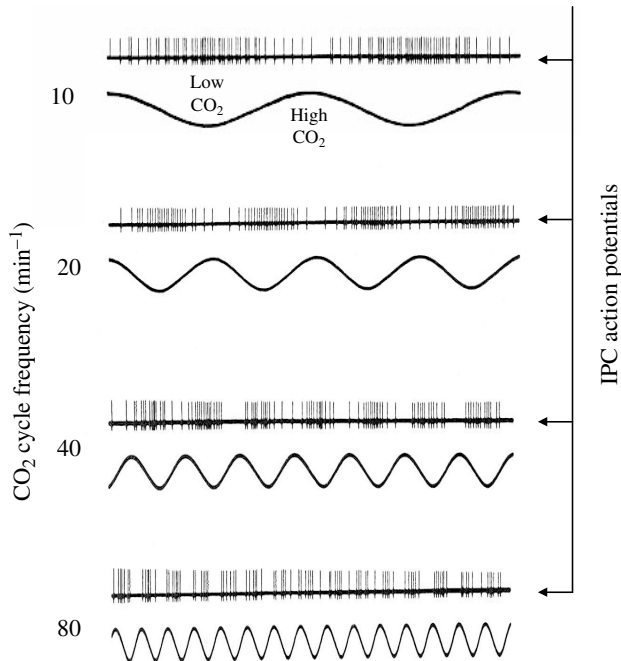 10
Low
CO₂
High
CO₂
20
40
80
CO₂ cycle frequency (min⁻¹)
IPC action potentials